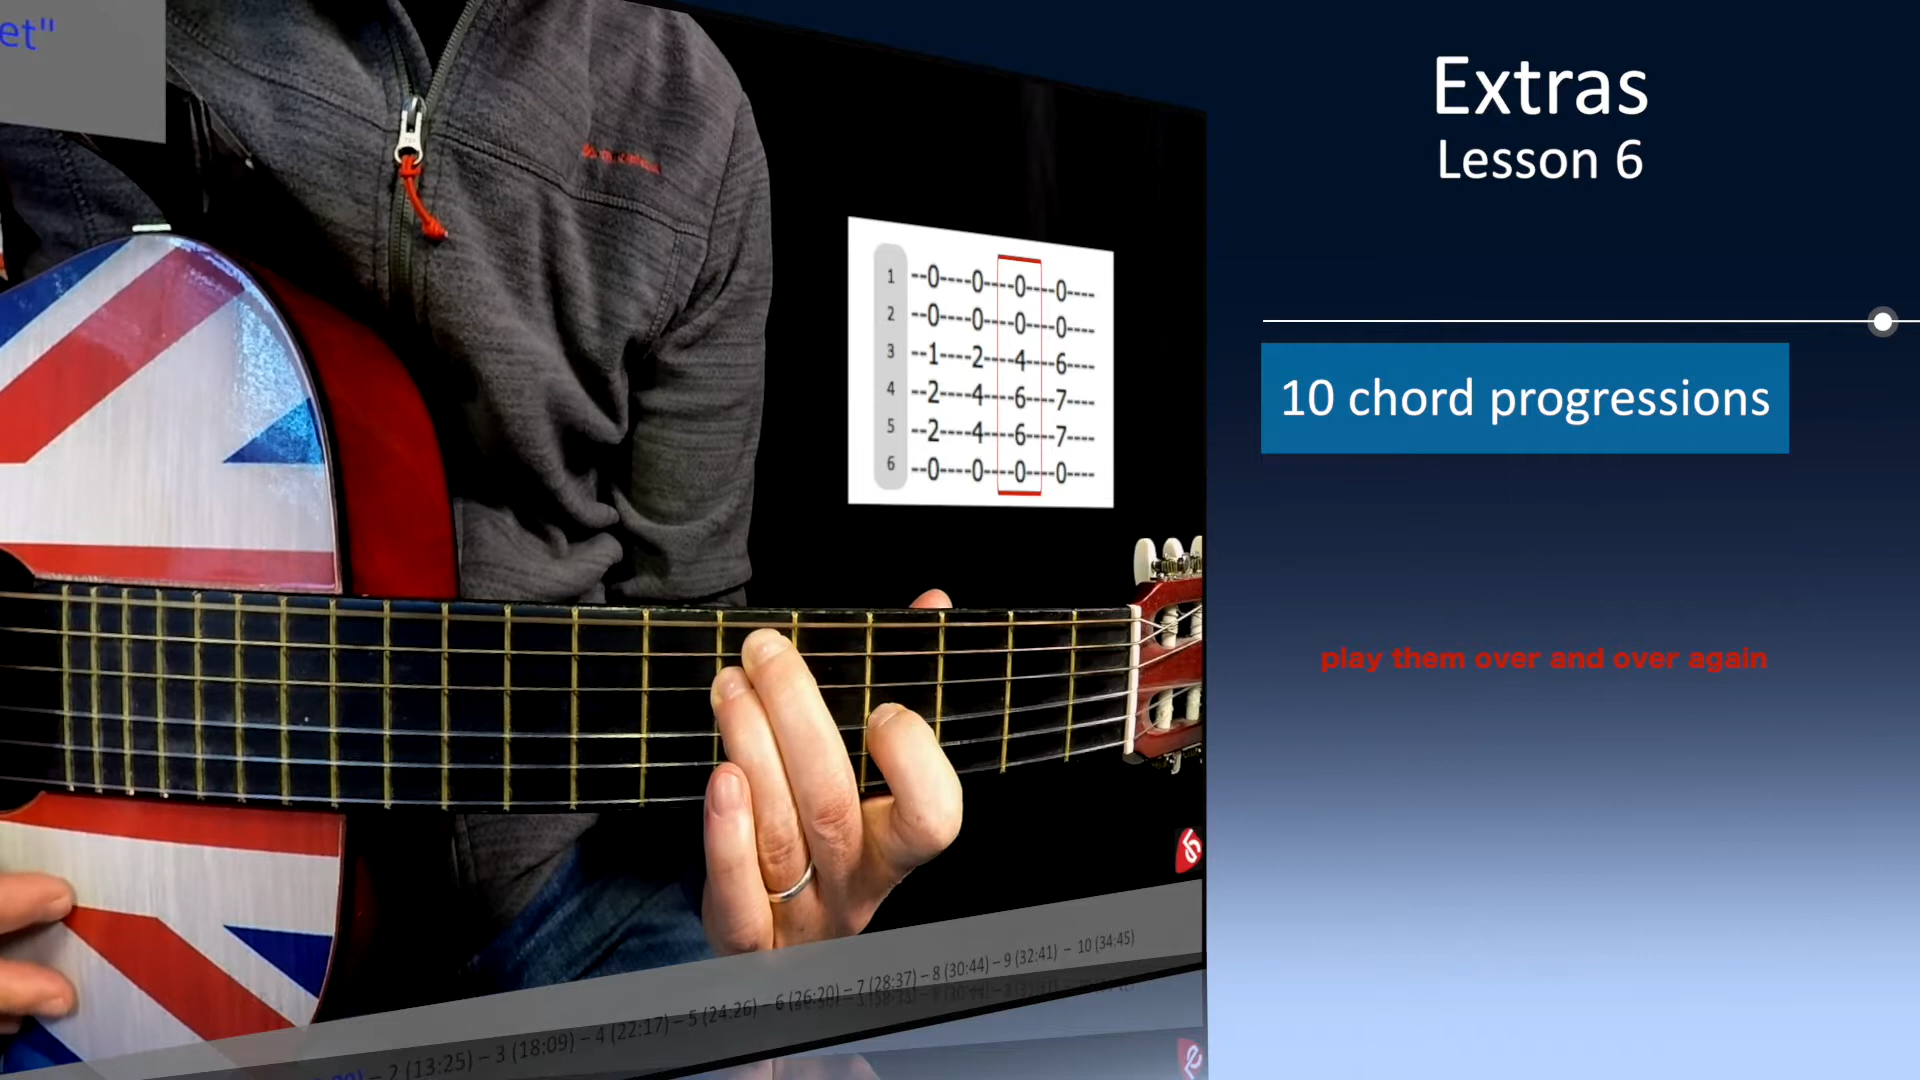 et"
Extras
Lesson 6
1 --0----0----0----0----
2 --0----0----0----0----
3 --1----2----4----6----
4 --2----4----6----7----
5 --2----4----6----7----
6 --0----0----0----0----
10 chord progressions
play them over and over again
– 2 (13:25) – 3 (18:09) – 4 (22:17) – 5 (24:26) – 6 (26:20) – 7 (28:37) – 8 (30:44) – 9 (32:41) – 10 (34:45)